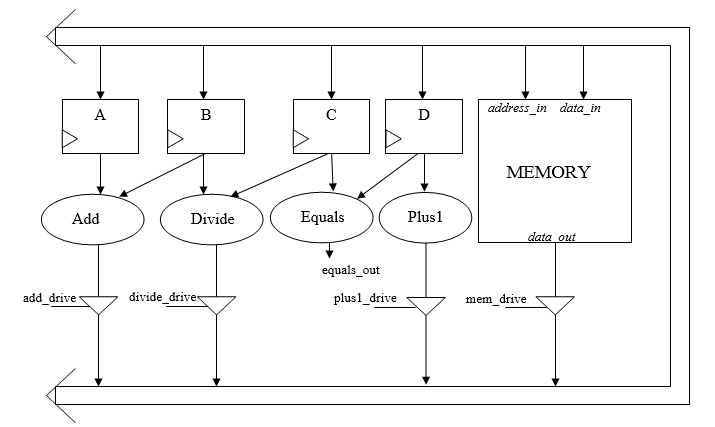 A
B
C
D
address_in
data_in
MEMORY
Add
Divide
Equals
Plus1
data_out
equals_out
add_drive
divide_drive
plus1_drive
mem_drive